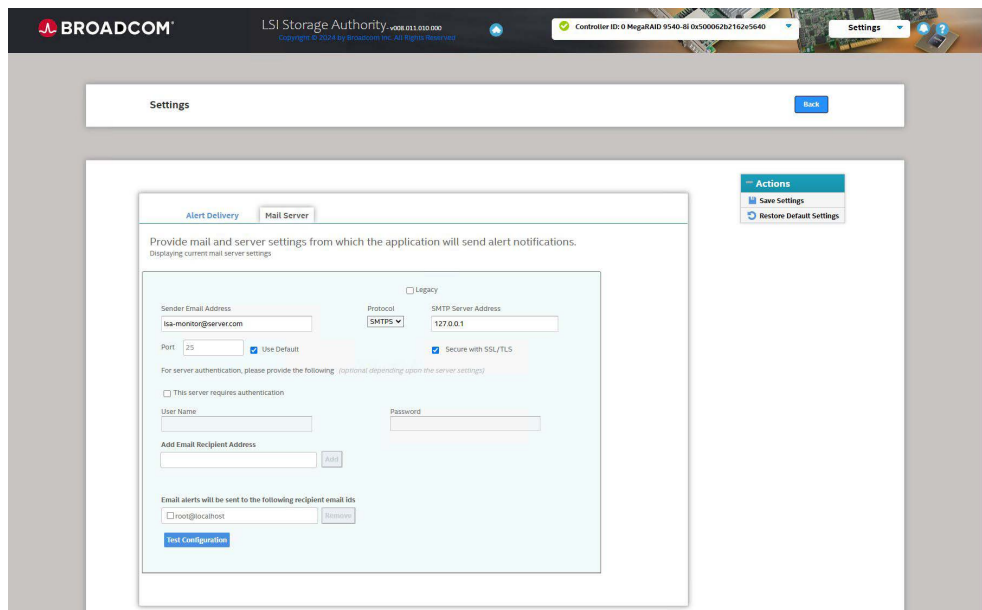 BROADCOM®
LSI Storage Authority v008.011.010.000
Copyright © 2024 by Broadcom Inc. All Rights Reserved
Controller ID: 0 MegaRAID 9540-8i 0x500062b2162e5640
Settings
?
Settings
Back
Actions
Save Settings
Restore Default Settings
Alert Delivery
Mail Server
Provide mail and server settings from which the application will send alert notifications.
Displaying current mail server settings
Legacy
Sender Email Address
Protocol
SMTP Server Address
lsa-monitor@server.com
SMTPS
127.0.0.1
Port
25
Use Default
Secure with SSL/TLS
For server authentication, please provide the following (optional depending upon the server settings)
This server requires authentication
User Name
Password
Add Email Recipient Address
Add
Email alerts will be sent to the following recipient email ids
root@localhost
Remove
Test Configuration